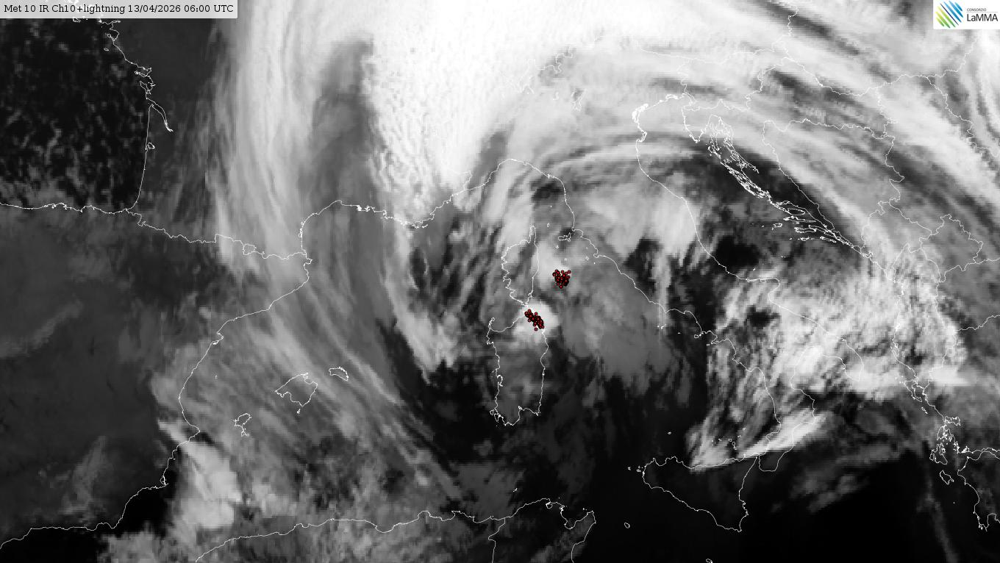 Met 10 IR Ch10+lightning 13/04/2026 06:00 UTC
CONSORZIO
LaMMA